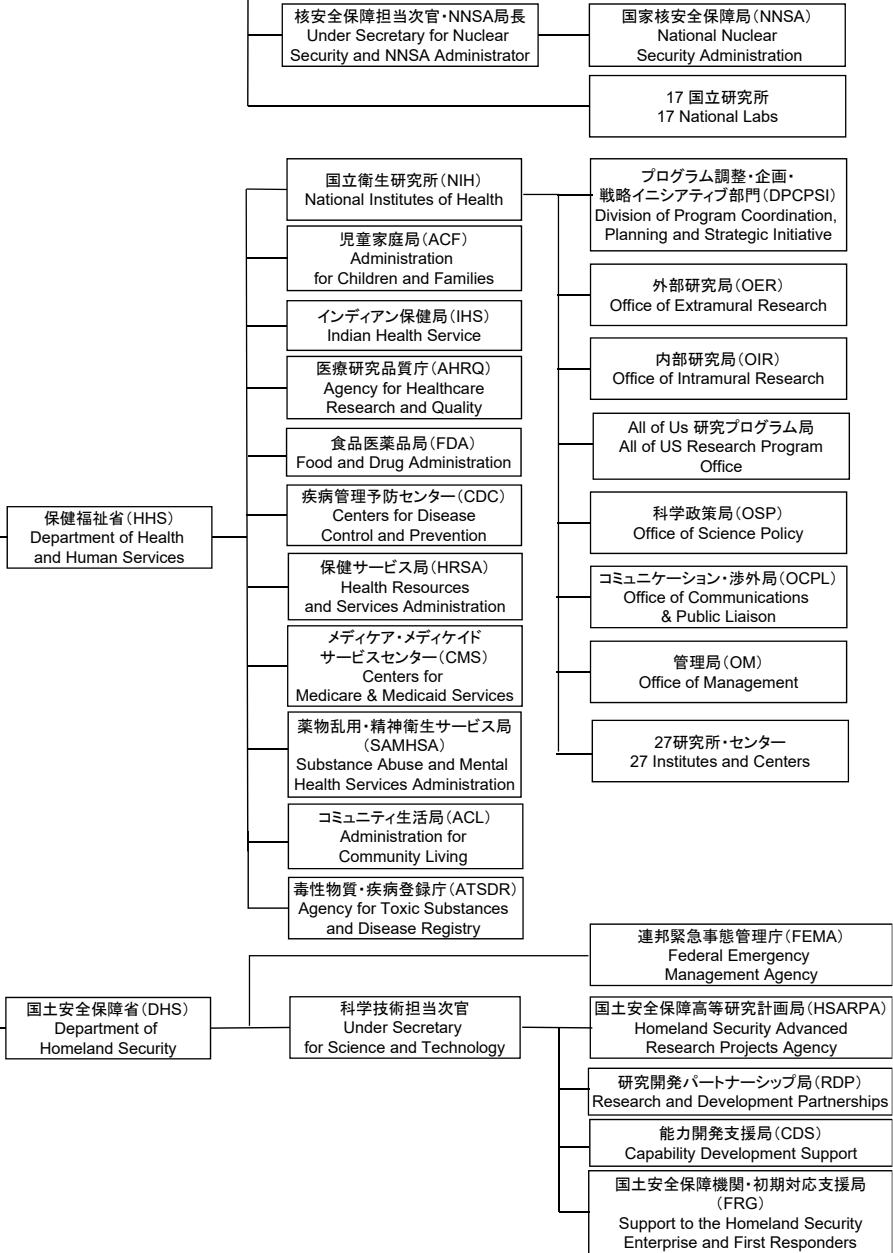 核安全保障担当次官・NNSA局長
Under Secretary for Nuclear
Security and NNSA Administrator
国家核安全保障局(NNSA)
National Nuclear
Security Administration
17 国立研究所
17 National Labs
保健福祉省(HHS)
Department of Health
and Human Services
国立衛生研究所(NIH)
National Institutes of Health
児童家庭局(ACF)
Administration
for Children and Families
インディアン保健局(IHS)
Indian Health Service
医療研究品質庁(AHRQ)
Agency for Healthcare
Research and Quality
食品医薬品局(FDA)
Food and Drug Administration
疾病管理予防センター(CDC)
Centers for Disease
Control and Prevention
保健サービス局(HRSA)
Health Resources
and Services Administration
メディケア・メディケイド
サービスセンター(CMS)
Centers for
Medicare & Medicaid Services
薬物乱用・精神衛生サービス局
(SAMHSA)
Substance Abuse and Mental
Health Services Administration
コミュニティ生活局(ACL)
Administration for
Community Living
毒性物質・疾病登録庁(ATSDR)
Agency for Toxic Substances
and Disease Registry
プログラム調整・企画・
戦略イニシアティブ部門(DPCPSI)
Division of Program Coordination,
Planning and Strategic Initiative
外部研究局(OER)
Office of Extramural Research
内部研究局(OIR)
Office of Intramural Research
All of Us 研究プログラム局
All of US Research Program
Office
科学政策局(OSP)
Office of Science Policy
コミュニケーション・渉外局(OCPL)
Office of Communications
& Public Liaison
管理局(OM)
Office of Management
27研究所・センター
27 Institutes and Centers
国土安全保障省(DHS)
Department of
Homeland Security
連邦緊急事態管理庁(FEMA)
Federal Emergency
Management Agency
科学技術担当次官
Under Secretary
for Science and Technology
国土安全保障高等研究計画局(HSARPA)
Homeland Security Advanced
Research Projects Agency
研究開発パートナーシップ局(RDP)
Research and Development Partnerships
能力開発支援局(CDS)
Capability Development Support
国土安全保障機関・初期対応支援局
(FRG)
Support to the Homeland Security
Enterprise and First Responders